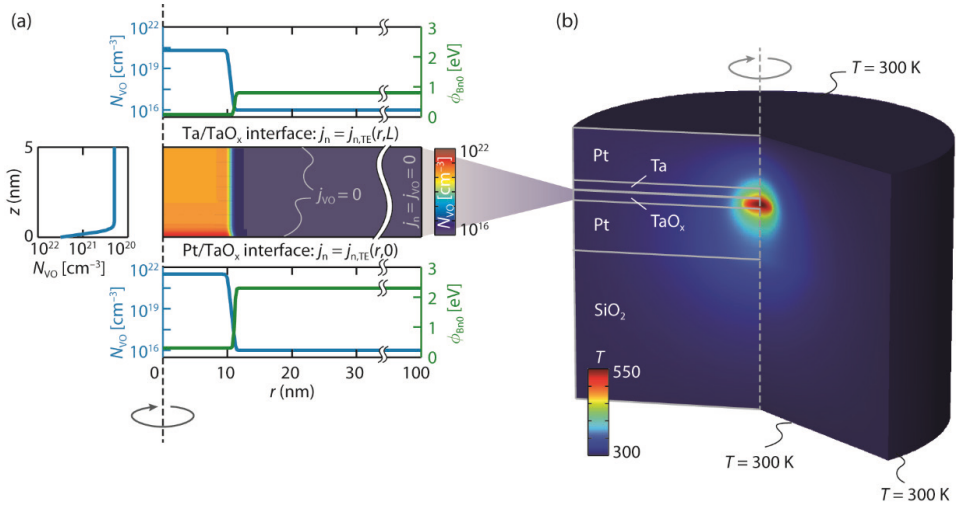 (a)
10²²
10¹⁹
10¹⁶
N_VO [cm⁻³]
3
2
1
0
ϕ_Bn0 [eV]
Ta/TaOₓ interface: j_n = j_n,TE(r,L)
5
0
z (nm)
10²² 10²¹ 10²⁰
N_VO [cm⁻³]
j_VO = 0
j_n = j_VO = 0
10²²
N_VO [cm⁻³]
10¹⁶
Pt/TaOₓ interface: j_n = j_n,TE(r,0)
10²²
10¹⁹
10¹⁶
N_VO [cm⁻³]
3
2
1
0
ϕ_Bn0 [eV]
0 10 20 30 100
r (nm)
(b)
T = 300 K
Pt
Ta
TaOₓ
Pt
SiO₂
T
550
300
T = 300 K
T = 300 K